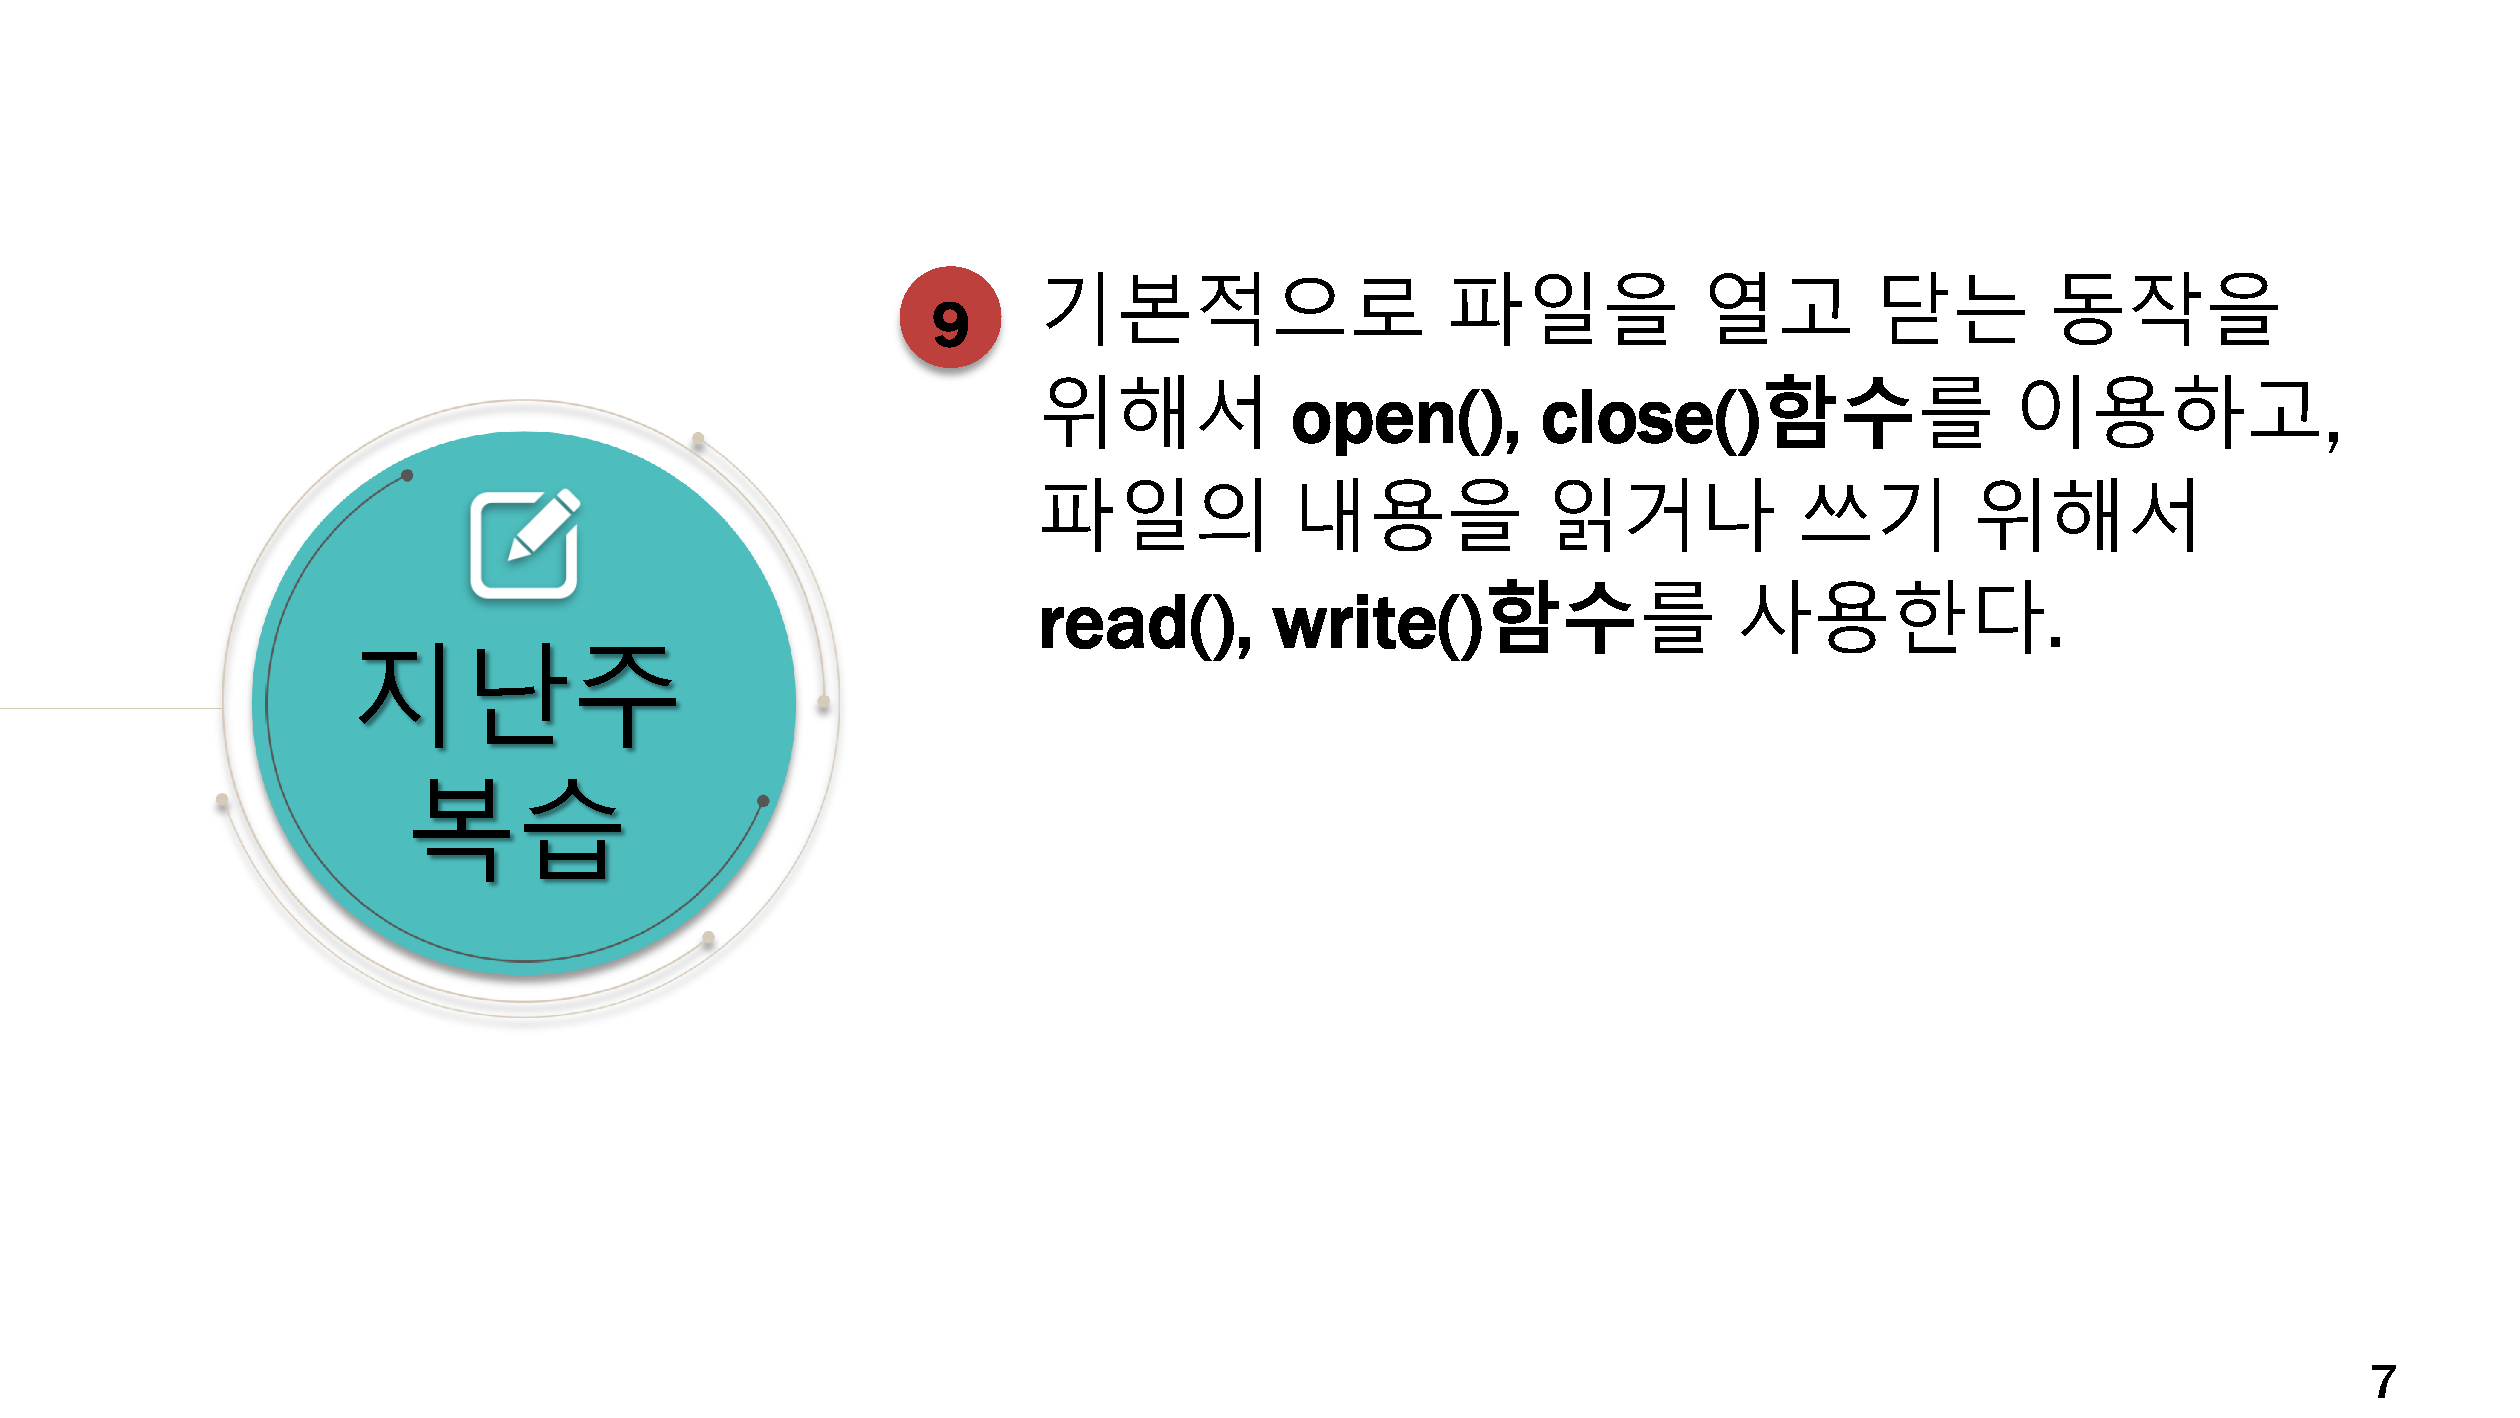 지난주
복습
9
기본적으로 파일을 열고 닫는 동작을
위해서 open(), close()함수를 이용하고,
파일의 내용을 읽거나 쓰기 위해서
read(), write()함수를 사용한다.
7